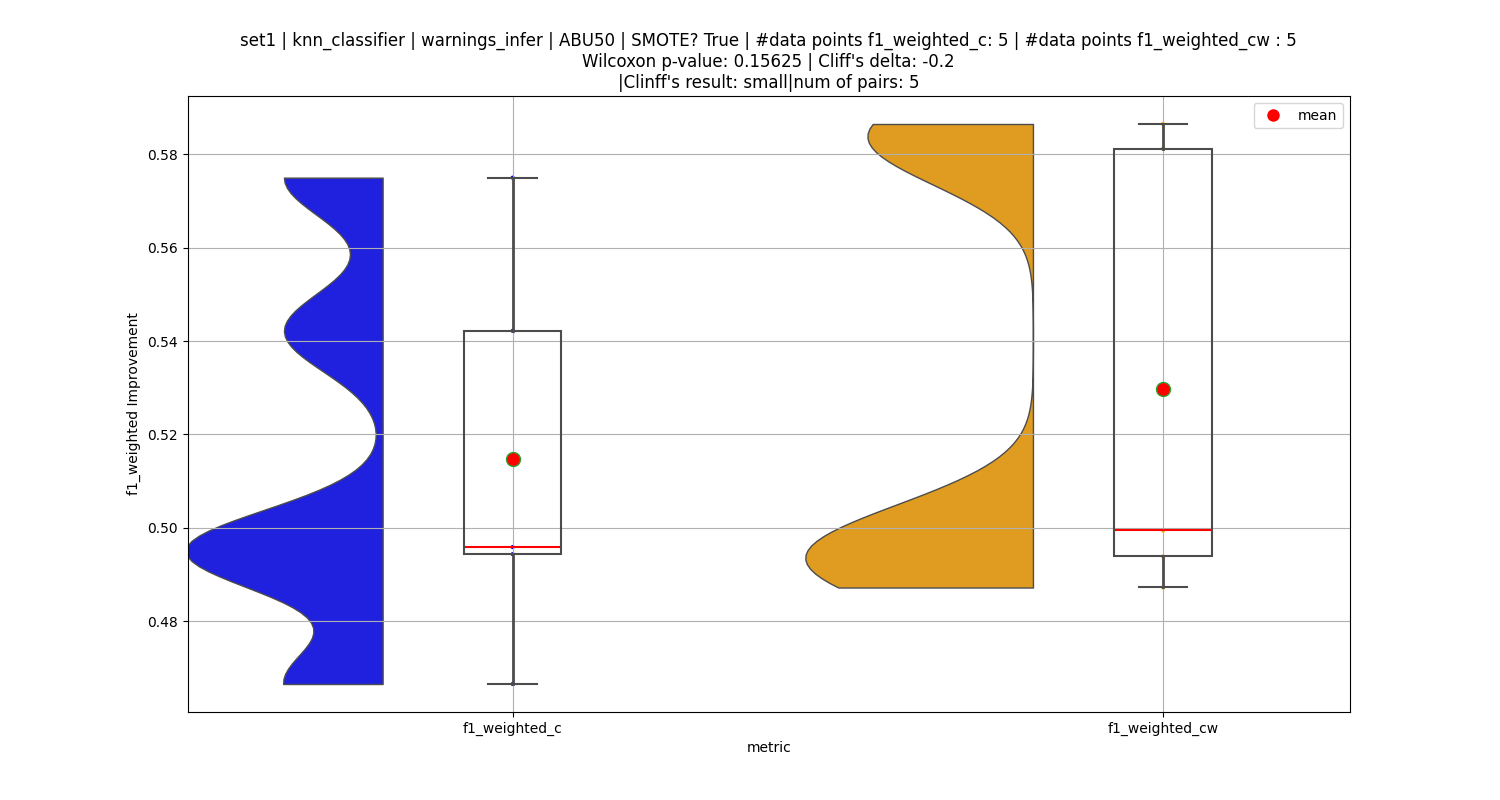 set1 | knn_classifier | warnings_infer | ABU50 | SMOTE? True | #data points f1_weighted_c: 5 | #data points f1_weighted_cw : 5
Wilcoxon p-value: 0.15625 | Cliff's delta: -0.2
|Clinff's result: small|num of pairs: 5
mean
0.58
0.56
0.54
0.52
0.50
0.48
f1_weighted Improvement
f1_weighted_c
f1_weighted_cw
metric